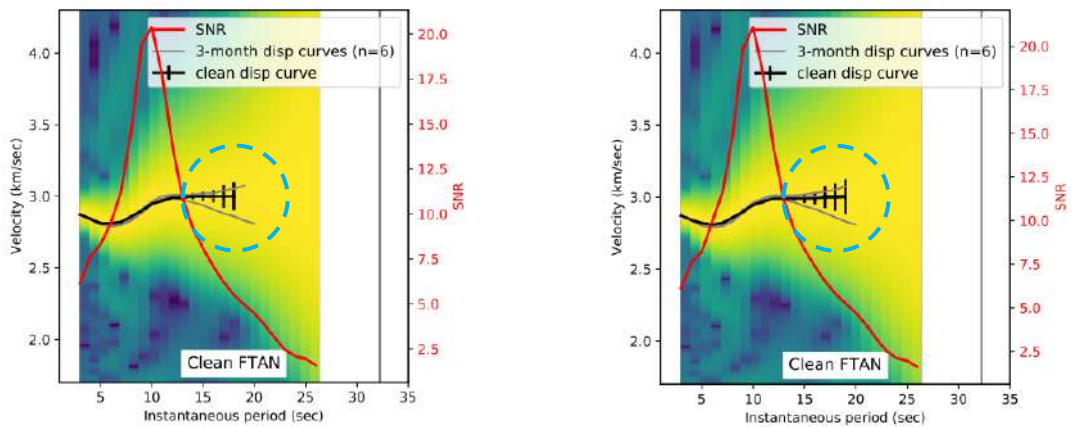 SNR
3-month disp curves (n=6)
clean disp curve
Velocity (km/sec)
4.0
3.5
3.0
2.5
2.0
20.0
17.5
15.0
12.5
10.0
7.5
5.0
2.5
SNR
Clean FTAN
5 10 15 20 25 30 35
Instantaneous period (sec)
SNR
3-month disp curves (n=6)
clean disp curve
Velocity (km/sec)
4.0
3.5
3.0
2.5
2.0
20.0
17.5
15.0
12.5
10.0
7.5
5.0
2.5
SNR
Clean FTAN
5 10 15 20 25 30 35
Instantaneous period (sec)